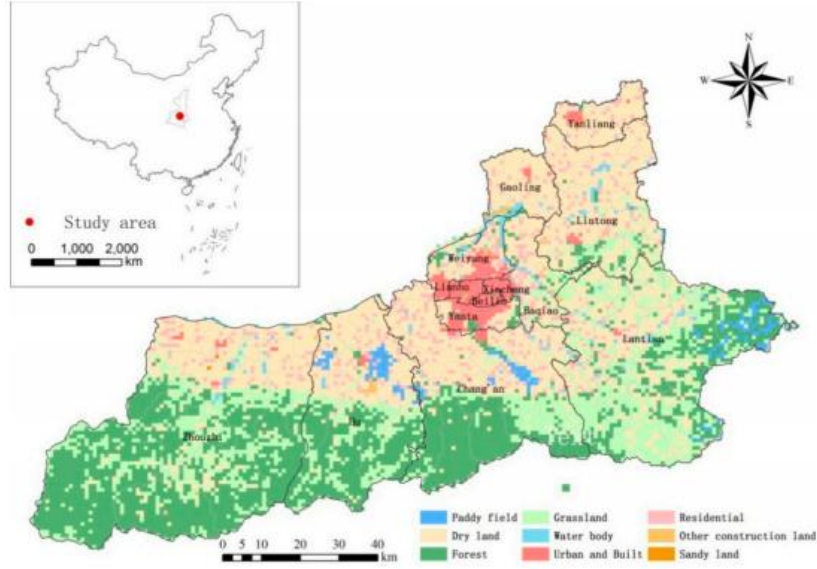 N
W E
S
Study area
0 1,000 2,000
km
Yanliang
Gaoling
Lintong
Weiyang
Lianhu Xincheng
Beilin
Yanta Baqiao
Lantian
Chang'an
Hu
Zhouzhi
0 5 10 20 30 40
km
Paddy field Grassland Residential
Dry land Water body Other construction land
Forest Urban and Built Sandy land